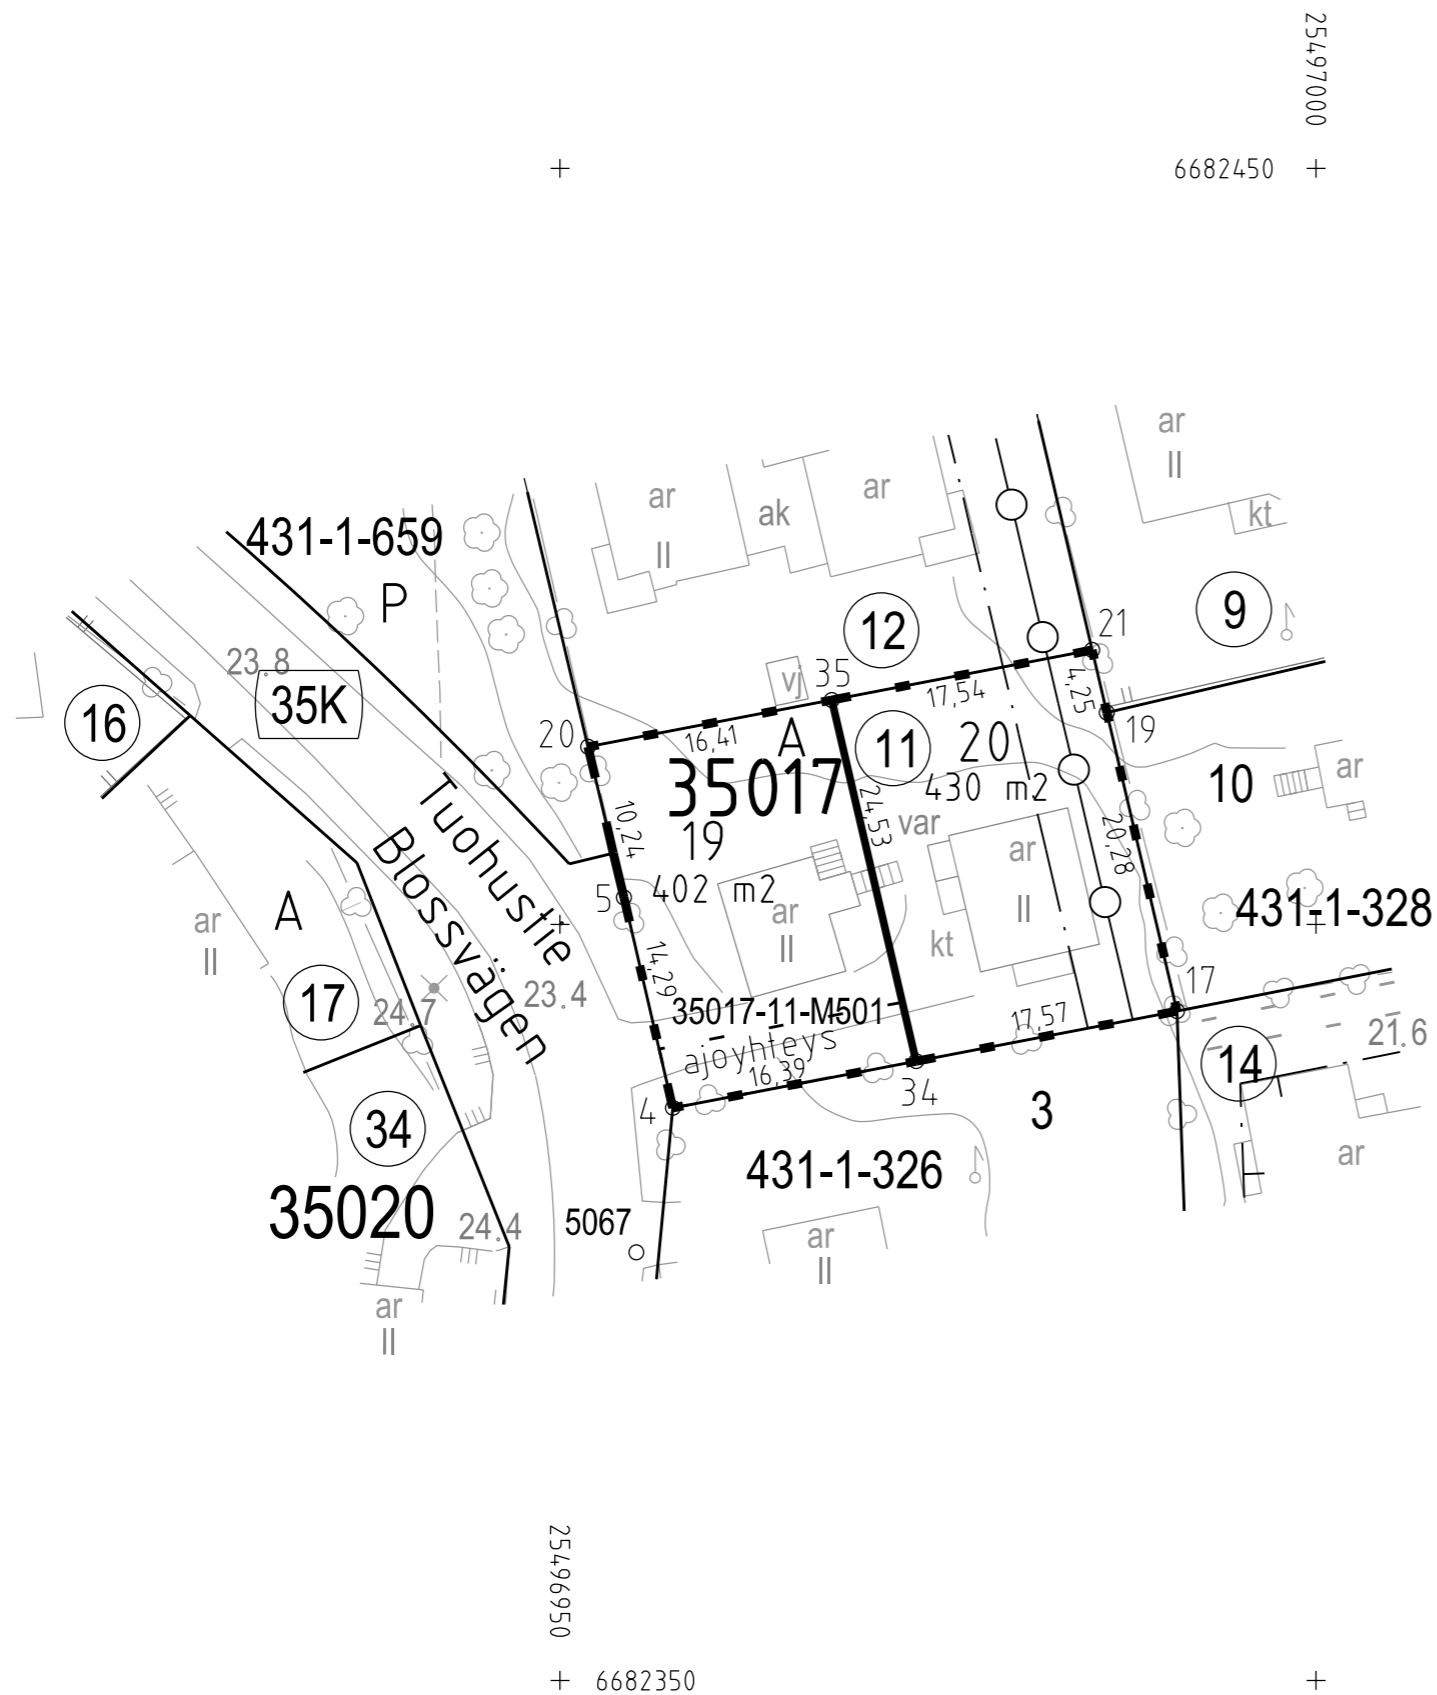 25497000
6682450
ar
II
ar
II
ak
ar
kt
431-1-659
P
12
9
21
23.8
35K
16
vj
35
4,25
17,54
20
16,41
A
11
20
19
35017
430 m2
10
ar
Tuohustie
Blossvägen
10,24
19
24,53
var
ar
II
20,28
5
402 m2
A
ar
II
ar
II
kt
431-1-328
14,29
17
24.7
23.4
35017-11-M501
ajoyhteys
17,57
17
21.6
14
16,39
34
4
3
34
431-1-326
ar
35020
24.4
5067
ar
II
ar
II
25496950
6682350